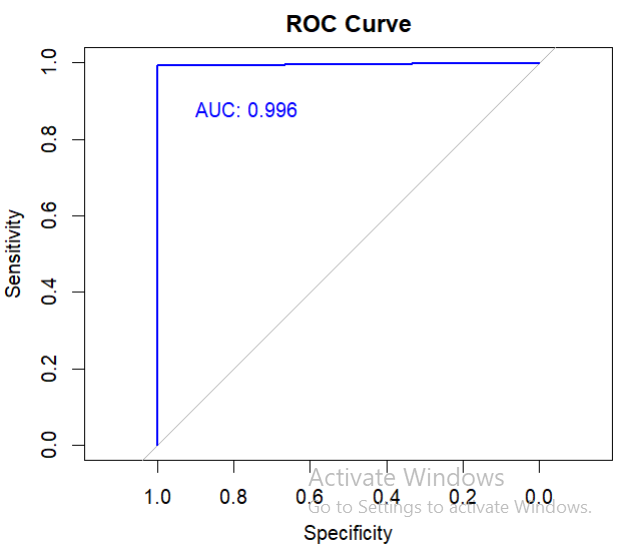 ROC Curve
AUC: 0.996
Sensitivity
1.0
0.8
0.6
0.4
0.2
0.0
1.0 0.8 0.6 0.4 0.2 0.0
Specificity
Activate Windows
Go to Settings to activate Windows.